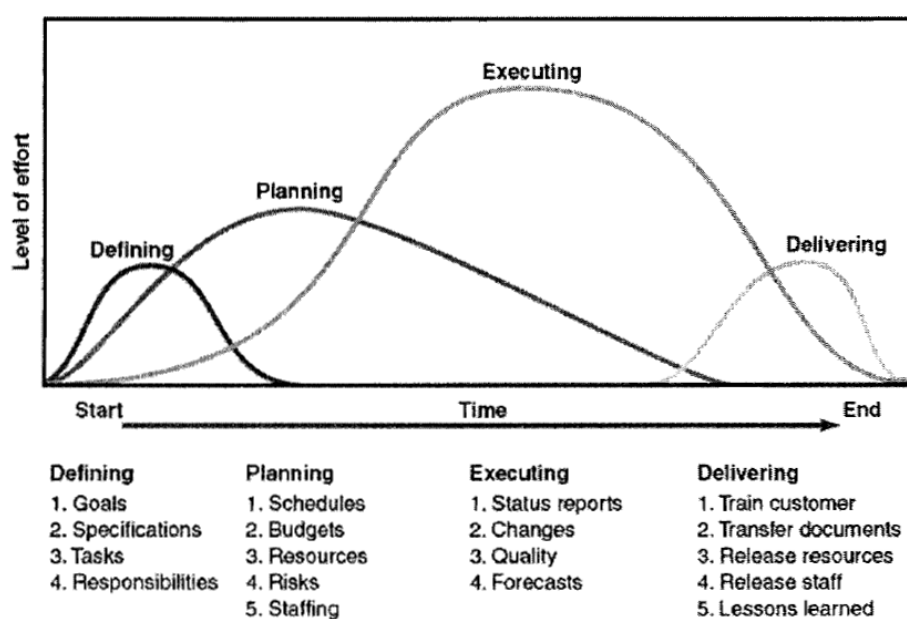 Executing
Planning
Defining
Delivering
Level of effort
Start Time End
Defining
1. Goals
2. Specifications
3. Tasks
4. Responsibilities
Planning
1. Schedules
2. Budgets
3. Resources
4. Risks
5. Staffing
Executing
1. Status reports
2. Changes
3. Quality
4. Forecasts
Delivering
1. Train customer
2. Transfer documents
3. Release resources
4. Release staff
5. Lessons learned